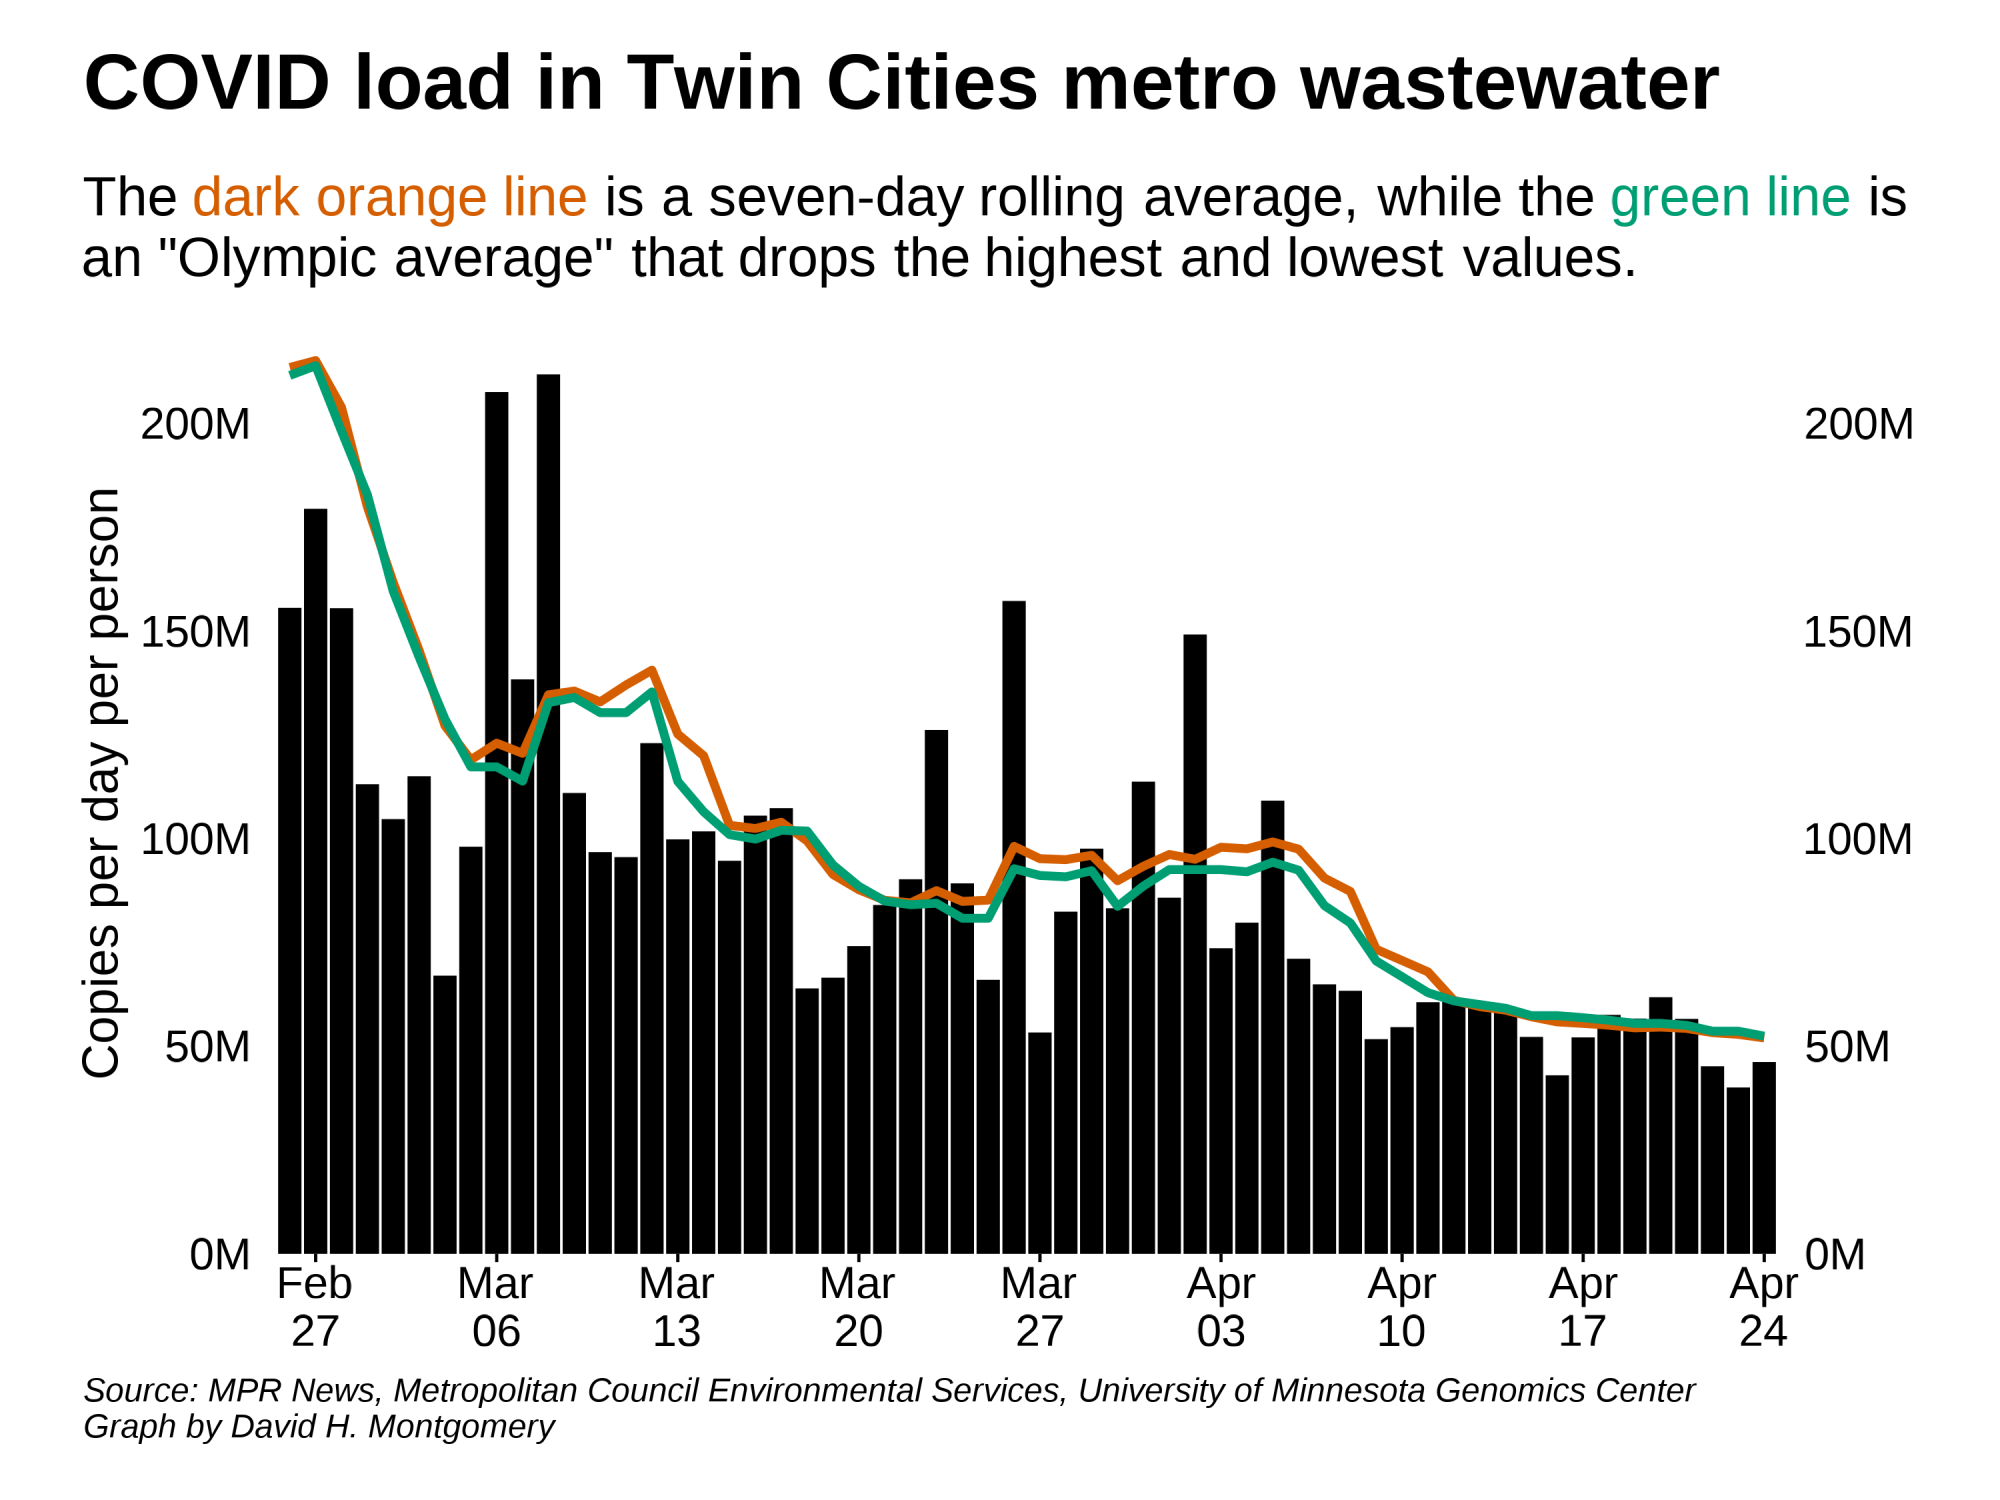 COVID load in Twin Cities metro wastewater
The dark orange line is a seven-day rolling average, while the green line is
an "Olympic average" that drops the highest and lowest values.
Copies per day per person
200M
150M
100M
50M
0M
200M
150M
100M
50M
0M
Feb
27
Mar
06
Mar
13
Mar
20
Mar
27
Apr
03
Apr
10
Apr
17
Apr
24
Source: MPR News, Metropolitan Council Environmental Services, University of Minnesota Genomics Center
Graph by David H. Montgomery